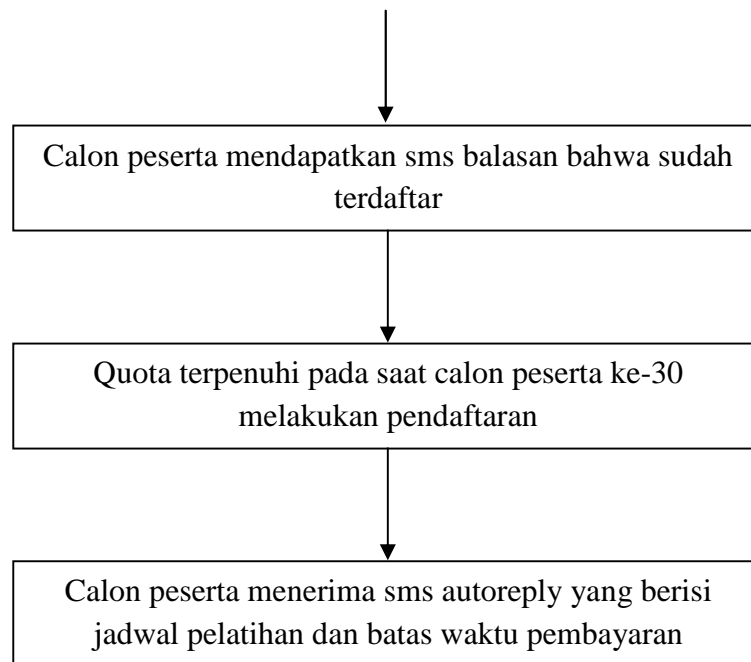 Calon peserta mendapatkan sms balasan bahwa sudah
terdaftar
Quota terpenuhi pada saat calon peserta ke-30
melakukan pendaftaran
Calon peserta menerima sms autoreply yang berisi
jadwal pelatihan dan batas waktu pembayaran